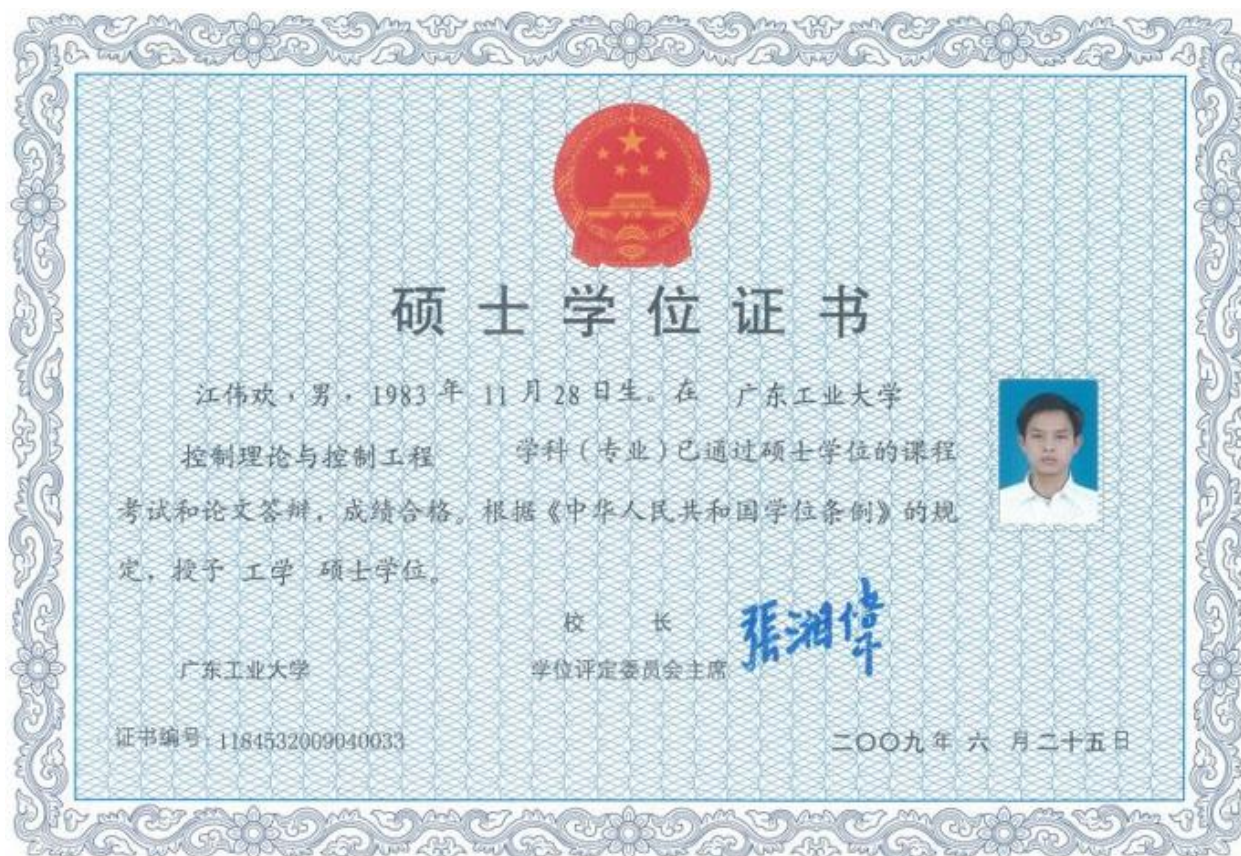 硕士学位证书
江伟欢，男，1983 年 11 月 28 日生。在 广东工业大学
控制理论与控制工程 学科（专业）已通过硕士学位的课程
考试和论文答辩，成绩合格。根据《中华人民共和国学位条例》的规
定，授予 工学 硕士学位。
校 长
張湘偉
广东工业大学 学位评定委员会主席
证书编号：1184532009040033 二〇〇九 年 六 月 二十五 日